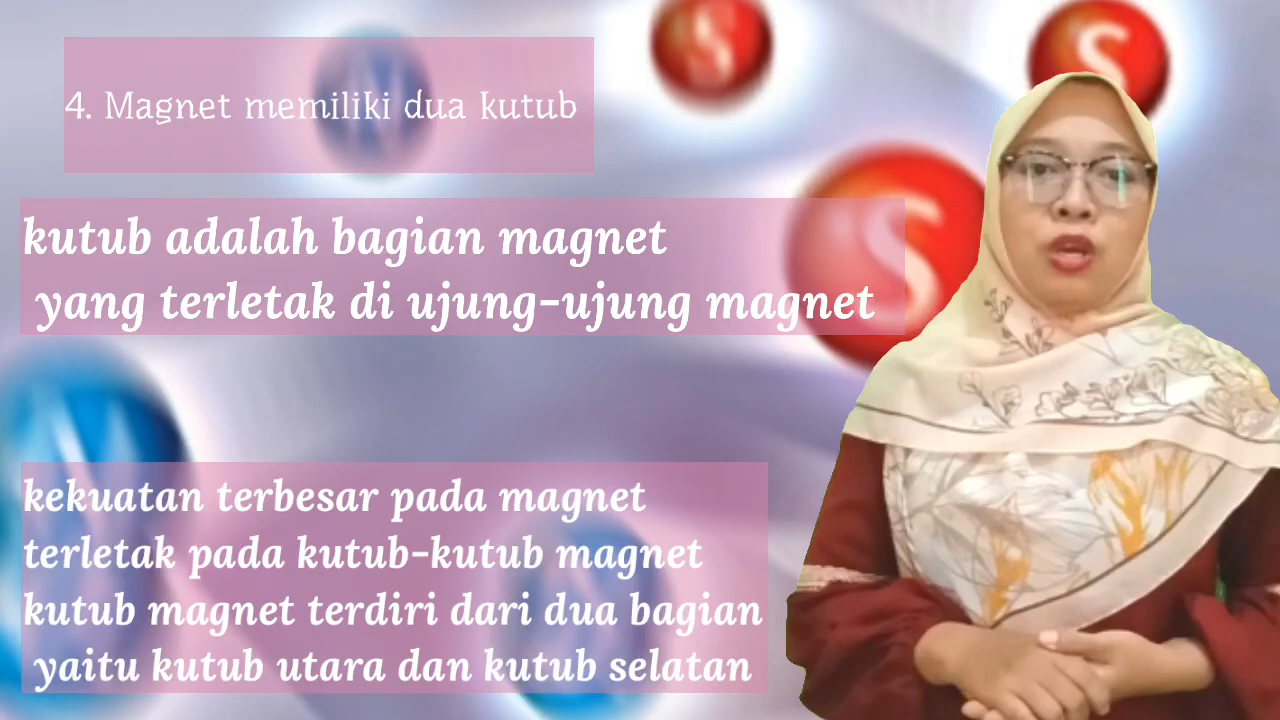 4. Magnet memiliki dua kutub
kutub adalah bagian magnet
yang terletak di ujung-ujung magnet
kekuatan terbesar pada magnet
terletak pada kutub-kutub magnet
kutub magnet terdiri dari dua bagian
yaitu kutub utara dan kutub selatan
S
S
S
N
N
N